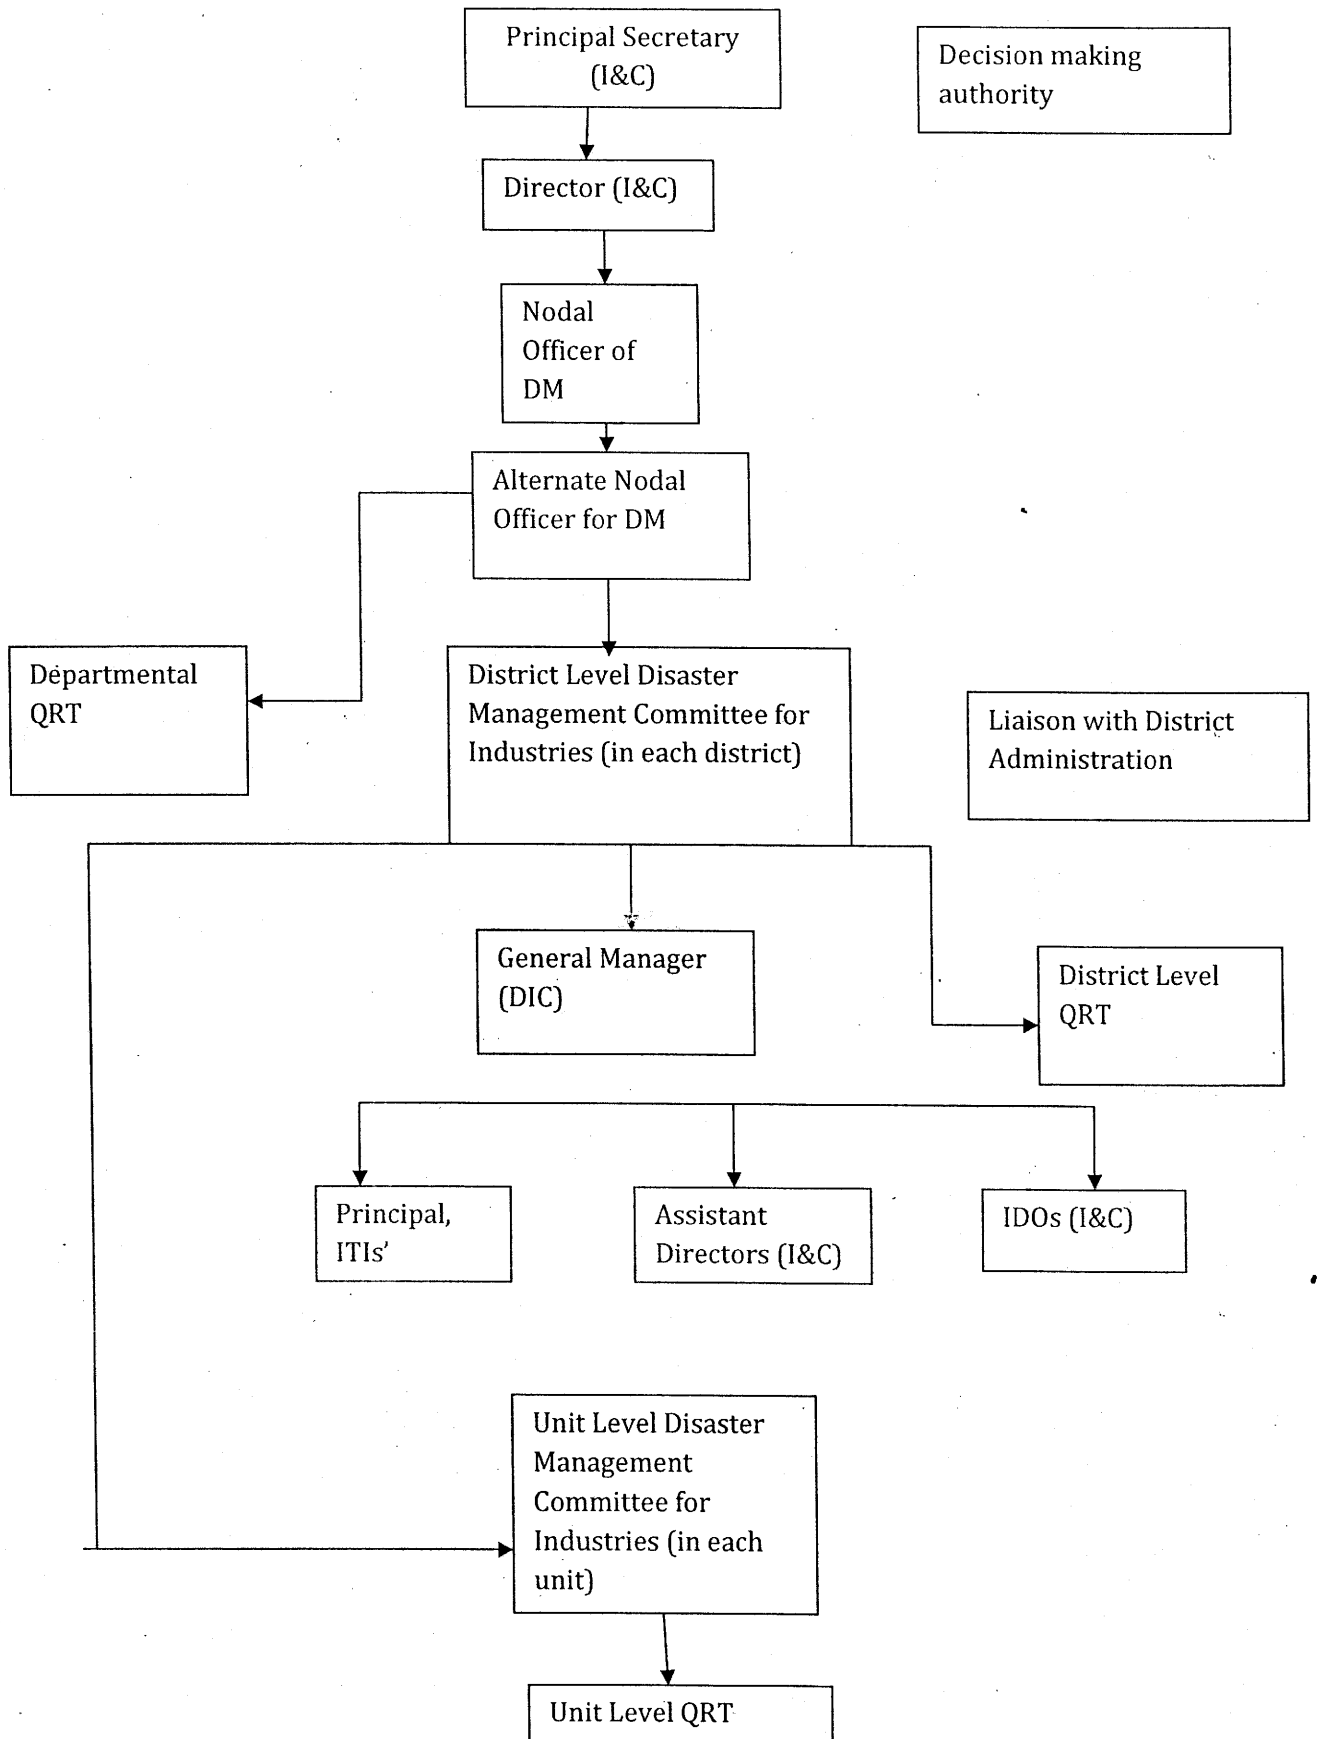 Principal Secretary
(I&C)
Decision making
authority
Director (I&C)
Nodal
Officer of
DM
Alternate Nodal
Officer for DM
Departmental
QRT
District Level Disaster
Management Committee for
Industries (in each district)
Liaison with District
Administration
General Manager
(DIC)
District Level
QRT
Principal,
ITIs’
Assistant
Directors (I&C)
IDOs (I&C)
Unit Level Disaster
Management
Committee for
Industries (in each
unit)
Unit Level QRT